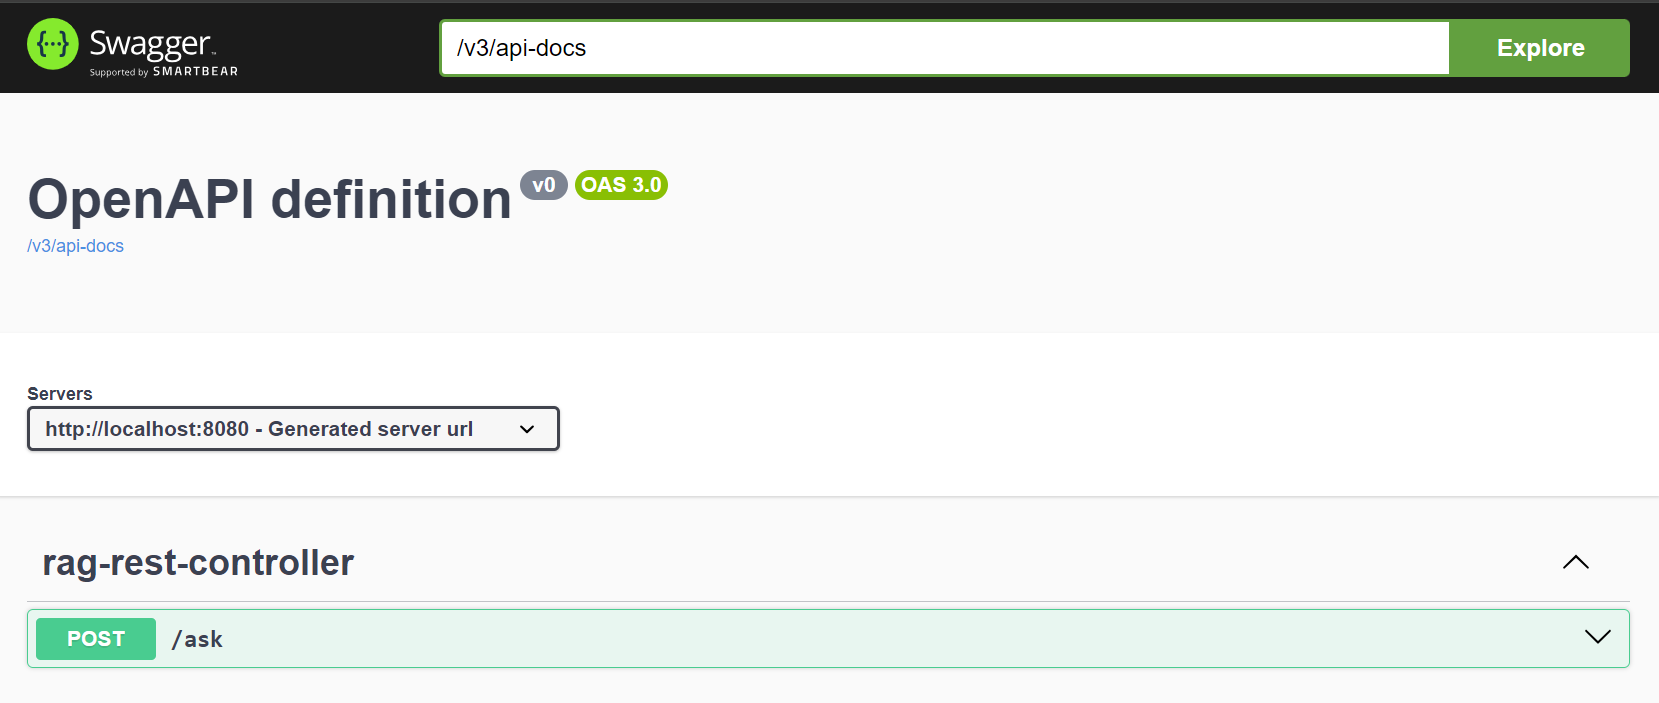 Swagger™
Supported by SMARTBEAR
/v3/api-docs
Explore
OpenAPI definition v0 OAS 3.0
/v3/api-docs
Servers
http://localhost:8080 - Generated server url
rag-rest-controller
POST /ask